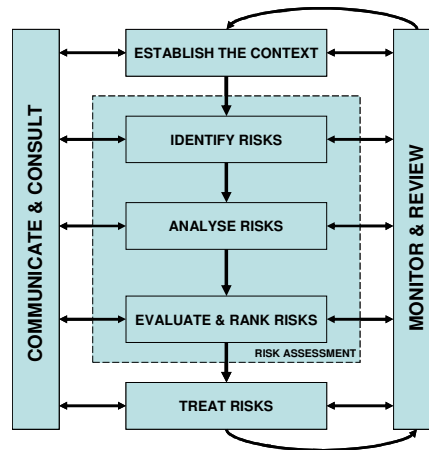 ESTABLISH THE CONTEXT
COMMUNICATE & CONSULT
MONITOR & REVIEW
IDENTIFY RISKS
ANALYSE RISKS
EVALUATE & RANK RISKS
RISK ASSESSMENT
TREAT RISKS